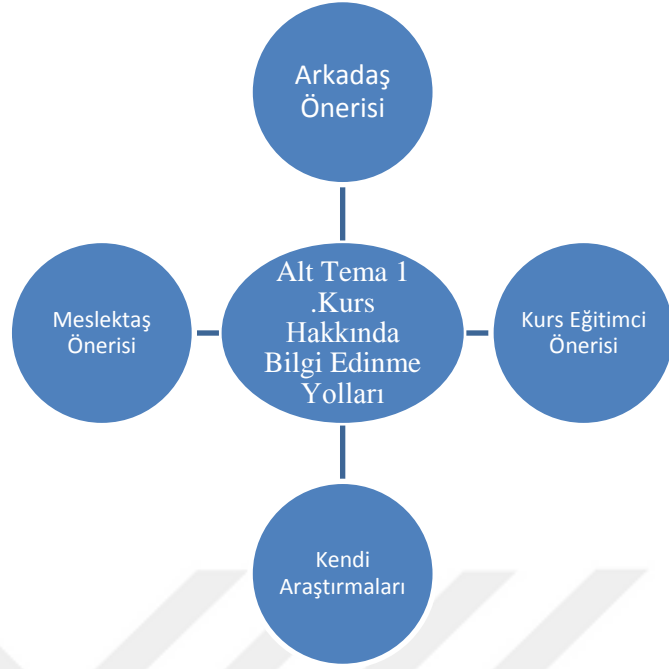 Arkadaş
Önerisi
Alt Tema 1
.Kurs
Hakkında
Bilgi Edinme
Yolları
Meslektaş
Önerisi
Kurs Eğitimci
Önerisi
Kendi
Araştırmaları